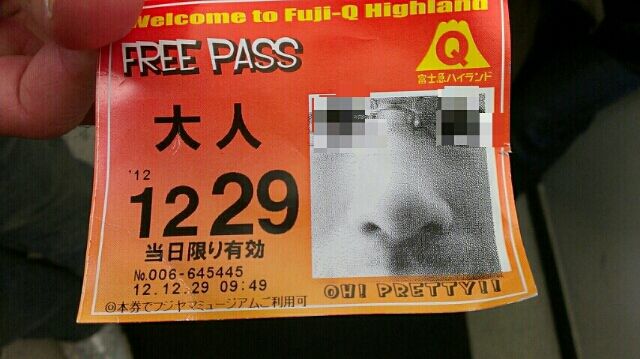 Welcome to Fuji-Q Highland
FREE PASS
Q
富士急ハイランド
大人
'12
12 29
当日限り有効
No.006-645445
12.12.29 09:49
◎本券でフジヤマミュージアムご利用可
OH! PRETTY!!